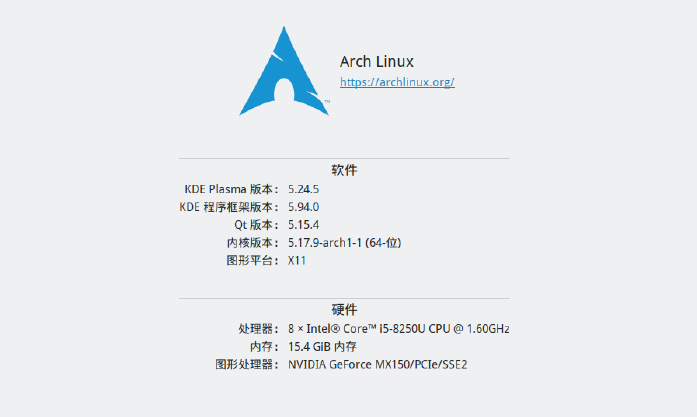 Arch Linux
https://archlinux.org/
™
软件
KDE Plasma 版本： 5.24.5
KDE 程序框架版本： 5.94.0
Qt 版本： 5.15.4
内核版本： 5.17.9-arch1-1 (64-位)
图形平台： X11
硬件
处理器： 8 × Intel® Core™ i5-8250U CPU @ 1.60GHz
内存： 15.4 GiB 内存
图形处理器： NVIDIA GeForce MX150/PCIe/SSE2